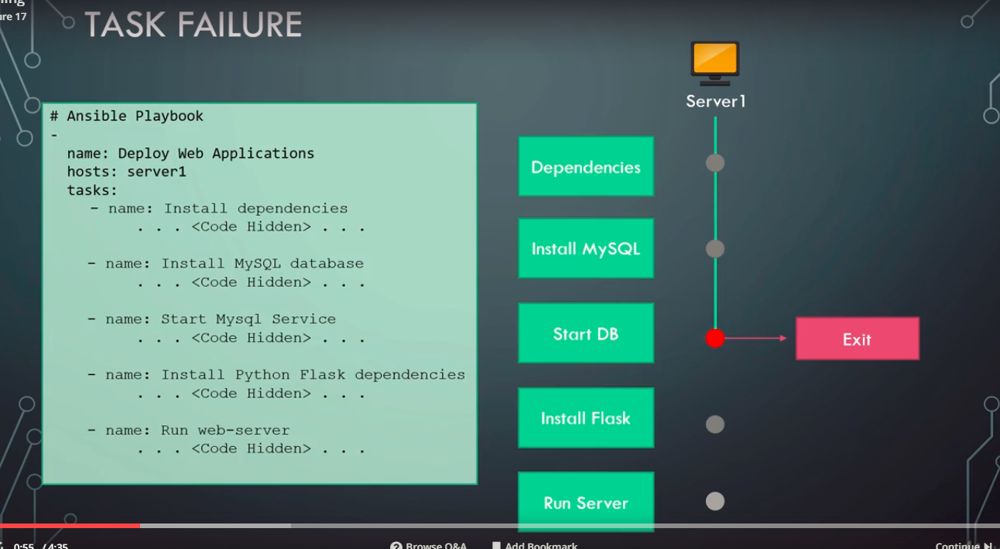 ure 17
TASK FAILURE
# Ansible Playbook
-
name: Deploy Web Applications
hosts: server1
tasks:
- name: Install dependencies
. . . <Code Hidden> . . .
- name: Install MySQL database
. . . <Code Hidden> . . .
- name: Start Mysql Service
. . . <Code Hidden> . . .
- name: Install Python Flask dependencies
. . . <Code Hidden> . . .
- name: Run web-server
. . . <Code Hidden> . . .
Dependencies
Install MySQL
Start DB
Install Flask
Run Server
Server1
Exit
0:55 / 4:35
Browse Q&A
Add Bookmark
Continue